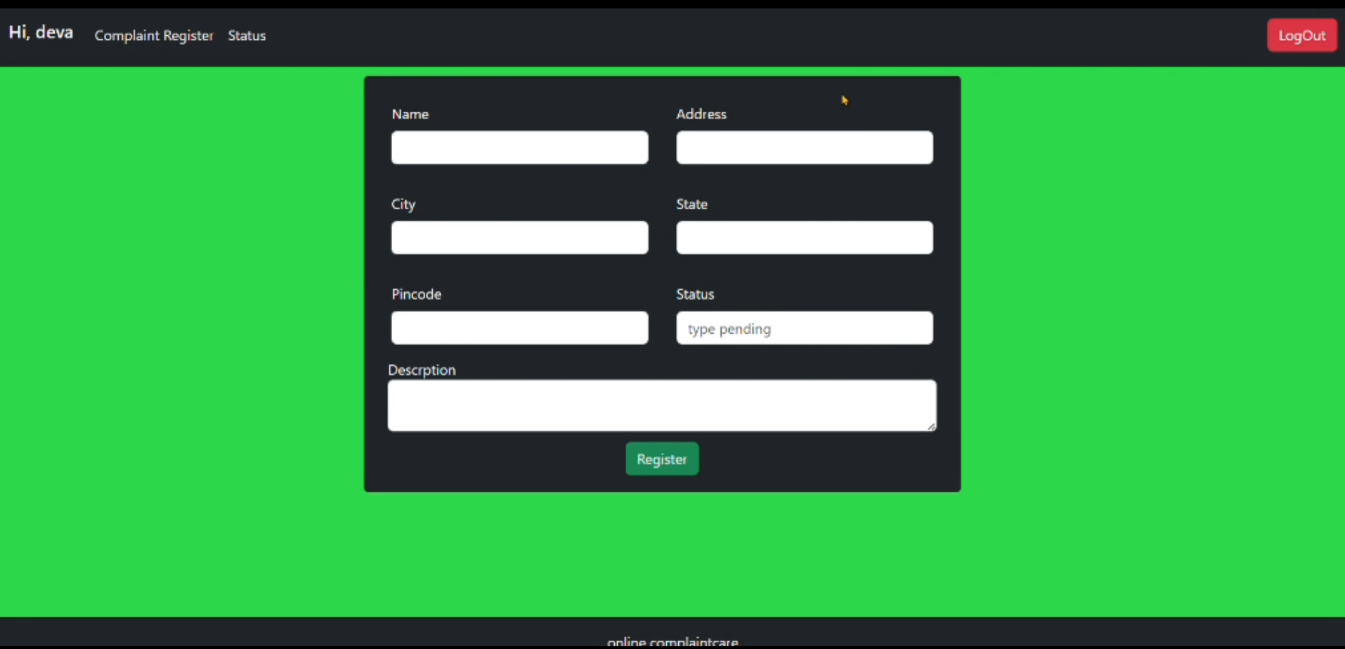 Hi, deva Complaint Register Status LogOut
Name Address
City State
Pincode Status
type pending
Descrption
Register
online complaintcare